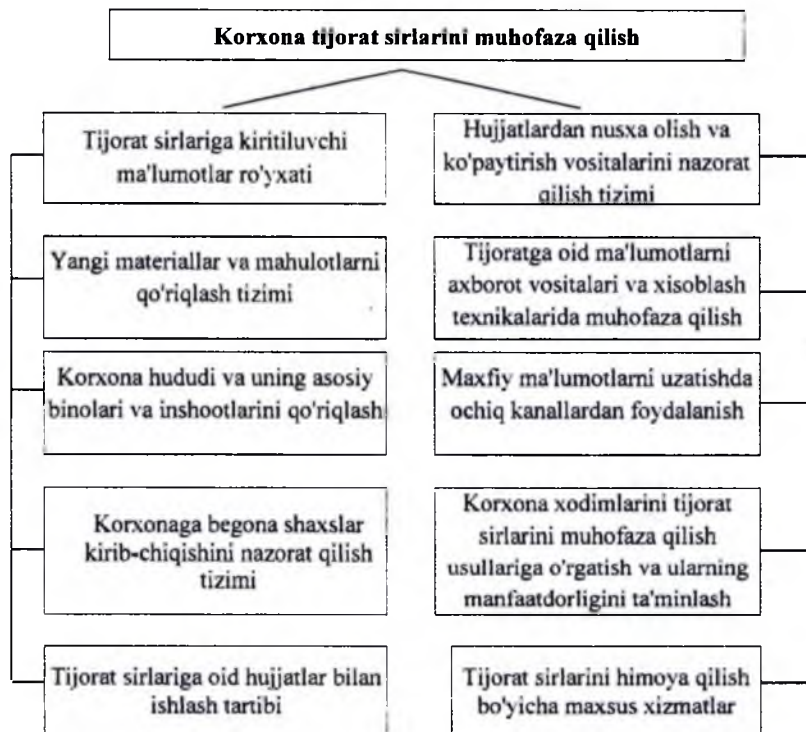 Korxona tijorat sirlarini muhofaza qilish
Tijorat sirlariga kiritiluvchi
ma'lumotlar ro'yxati
Yangi materiallar va mahulotlarni
qo'riqlash tizimi
Korxona hududi va uning asosiy
binolari va inshootlarini qo'riqlash
Korxonaga begona shaxslar
kirib-chiqishini nazorat qilish
tizimi
Tijorat sirlariga oid hujjatlar bilan
ishlash tartibi
Hujjatlardan nusxa olish va
ko'paytirish vositalarini nazorat
qilish tizimi
Tijoratga oid ma'lumotlarni
axborot vositalari va xisoblash
texnikalarida muhofaza qilish
Maxfiy ma'lumotlarni uzatishda
ochiq kanallardan foydalanish
Korxona xodimlarini tijorat
sirlarini muhofaza qilish
usullariga o'rgatish va ularning
manfaatdorligini ta'minlash
Tijorat sirlarini himoya qilish
bo'yicha maxsus xizmatlar